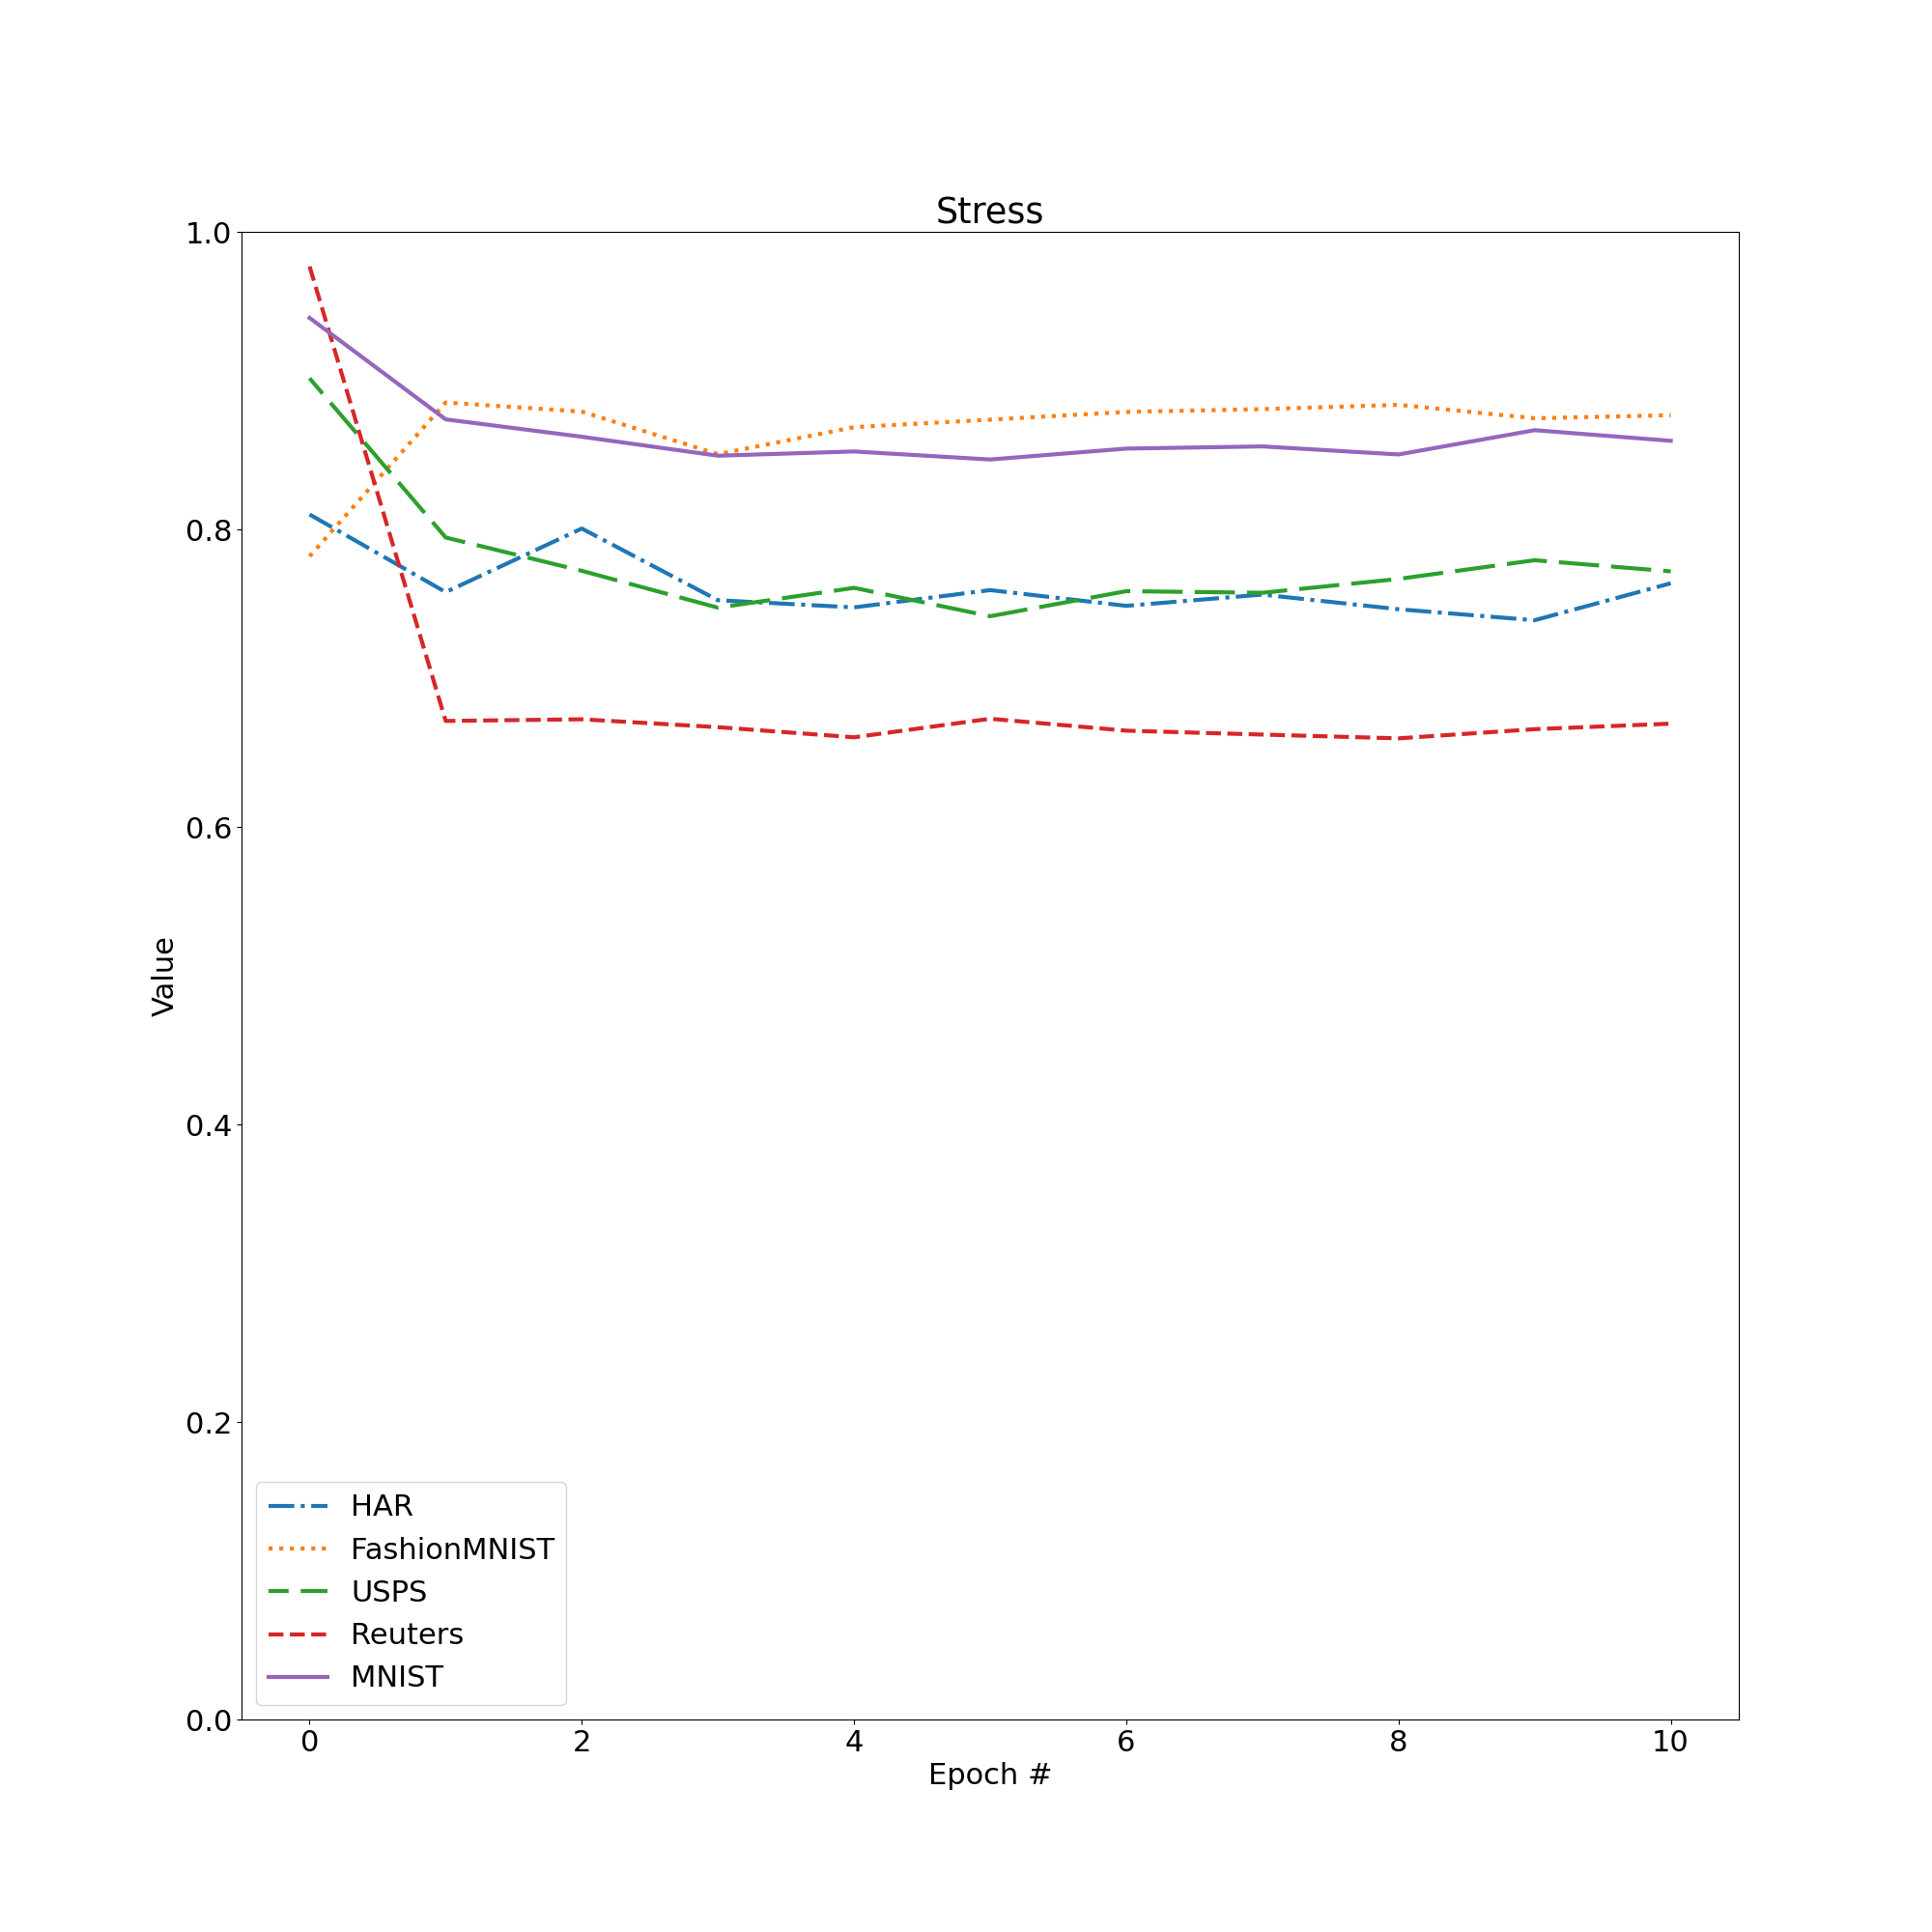 Stress
1.0
0.8
0.6
0.4
0.2
0.0
Value
HAR
FashionMNIST
USPS
Reuters
MNIST
0 2 4 6 8 10
Epoch #